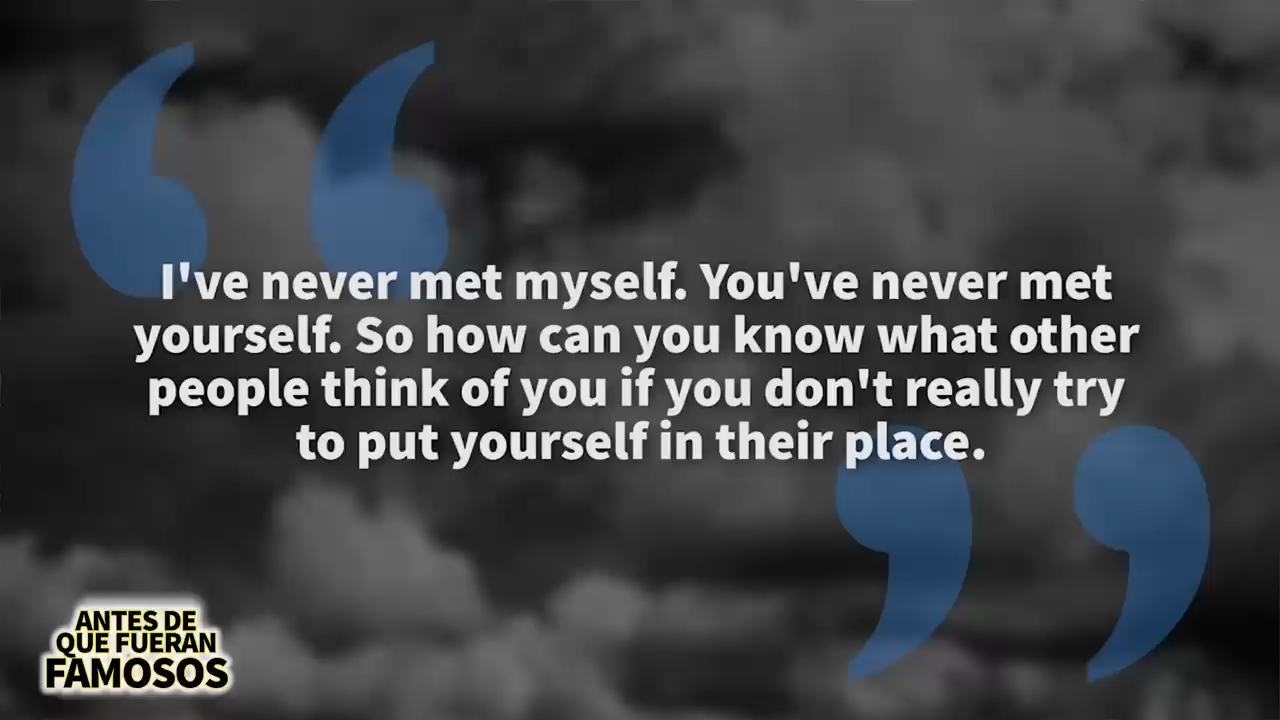 I've never met myself. You've never met
yourself. So how can you know what other
people think of you if you don't really try
to put yourself in their place.
ANTES DE
QUE FUERAN
FAMOSOS